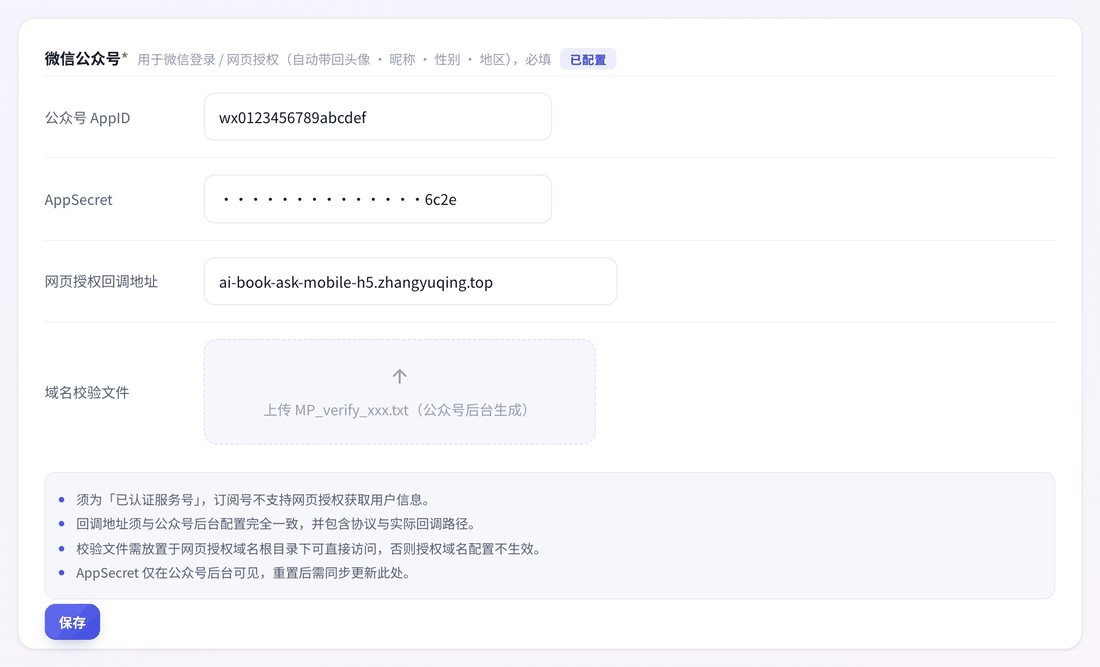 微信公众号* 用于微信登录 / 网页授权（自动带回头像 · 昵称 · 性别 · 地区），必填 已配置
公众号 AppID wx0123456789abcdef
AppSecret ••••••••••••••6c2e
网页授权回调地址 ai-book-ask-mobile-h5.zhangyuqing.top
域名校验文件
上传 MP_verify_xxx.txt（公众号后台生成）
须为「已认证服务号」，订阅号不支持网页授权获取用户信息。
回调地址须与公众号后台配置完全一致，并包含协议与实际回调路径。
校验文件需放置于网页授权域名根目录下可直接访问，否则授权域名配置不生效。
AppSecret 仅在公众号后台可见，重置后需同步更新此处。
保存